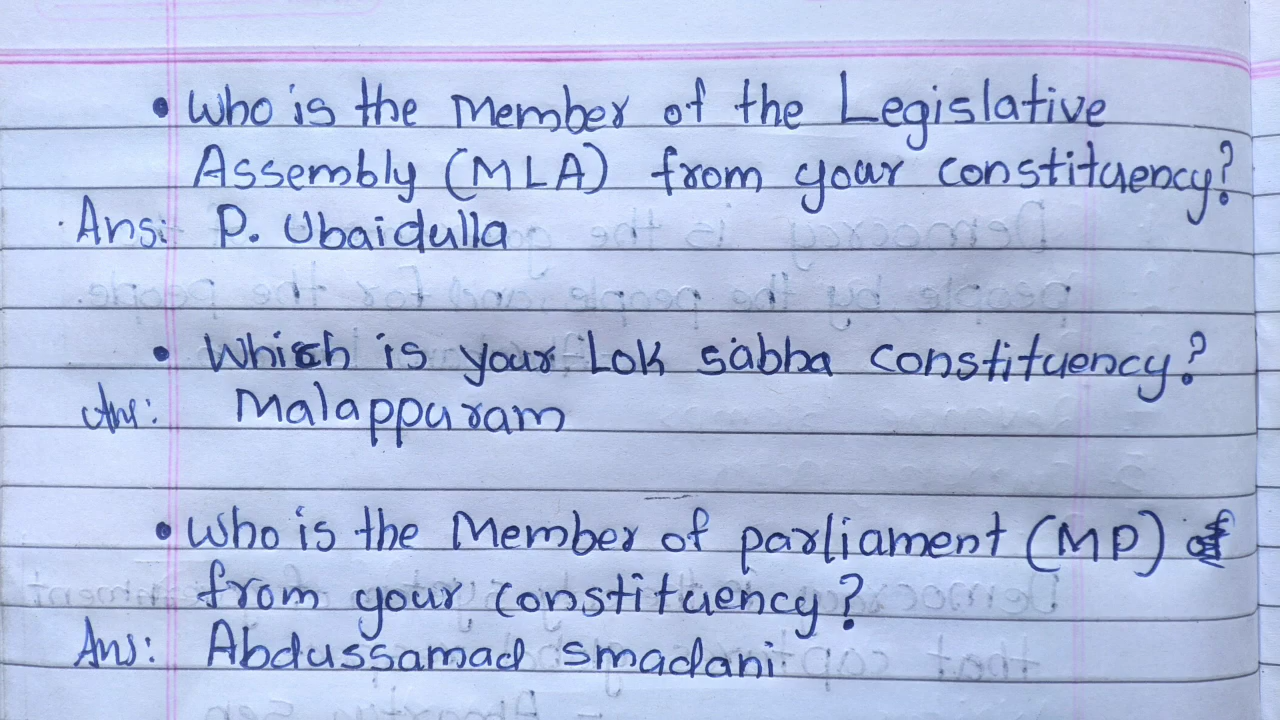 • Who is the Member of the Legislative
Assembly (MLA) from your constituency?
Ans: P. Ubaidulla
• Which is your Lok sabha constituency?
Ans: Malappuram
• Who is the Member of parliament (MP)
from your constituency?
Ans: Abdussamad smadani